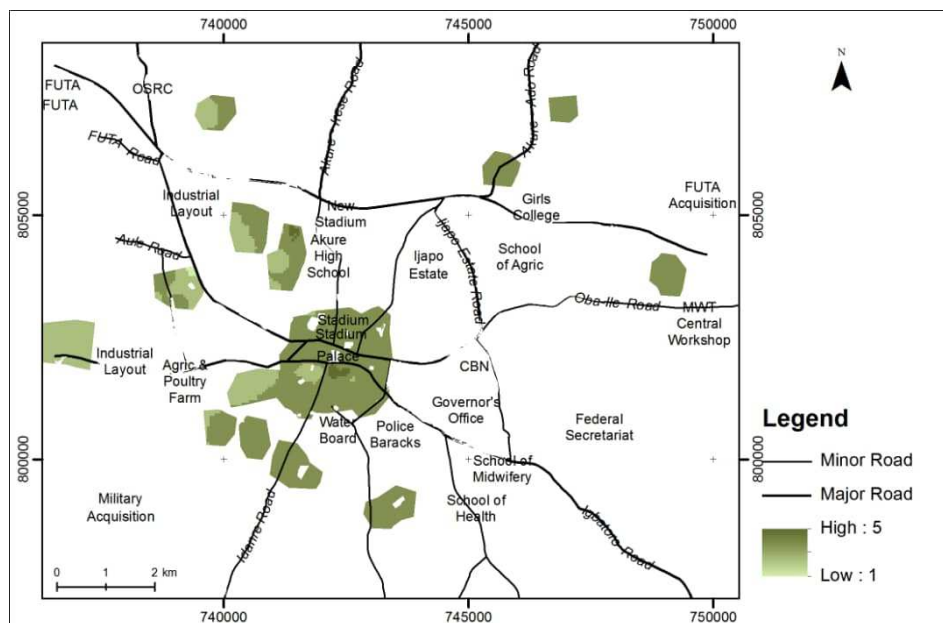 740000
745000
750000
N
FUTA
FUTA
OSRC
FUTA Road
Akure - Irese Road
Akure - Ado Road
805000
805000
Industrial
Layout
New
Stadium
Akure
High
School
Girls
College
FUTA
Acquisition
Aule Road
Ijapo
Estate
Ijapo Estate Road
School
of Agric
Oba-Ile Road
MWT
Central
Workshop
Stadium
Stadium
Palace
Industrial
Layout
Agric &
Poultry
Farm
CBN
Governor's
Office
Water
Board
Police
Baracks
Federal
Secretariat
800000
800000
School of
Midwifery
School of
Health
Military
Acquisition
Idanre Road
Igbatoro Road
0 1 2 km
740000
745000
750000
Legend
Minor Road
Major Road
High : 5
Low : 1